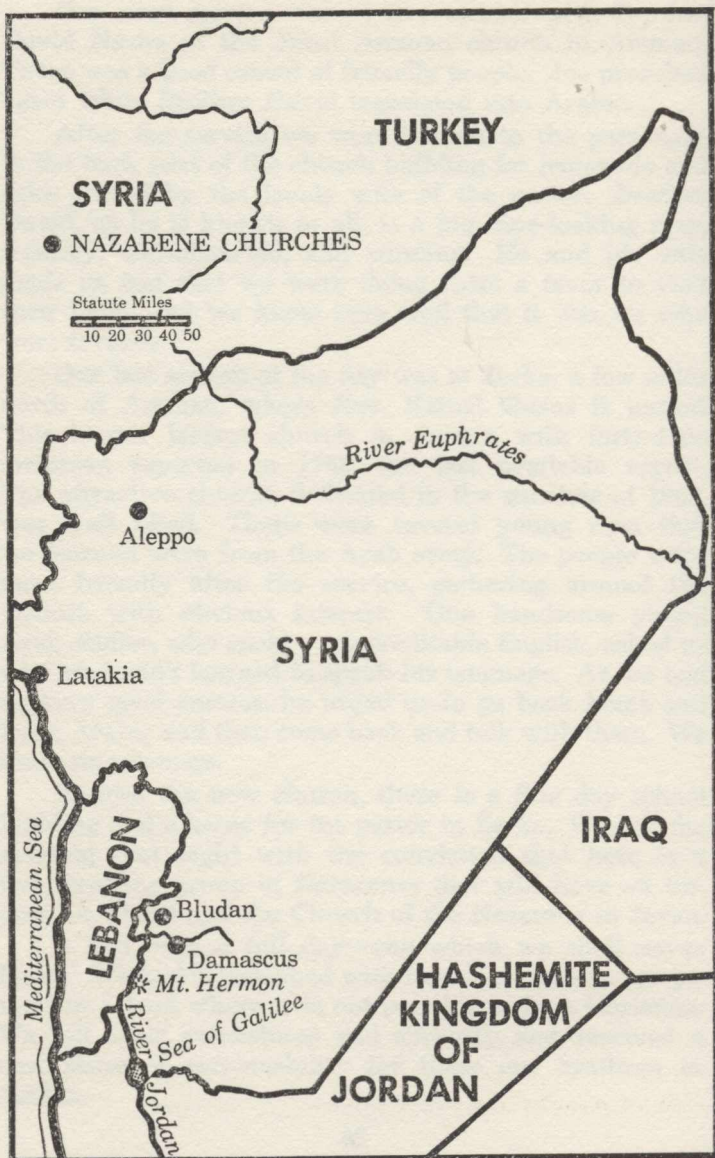 TURKEY
SYRIA
NAZARENE CHURCHES
Statute Miles
10 20 30 40 50
River Euphrates
Aleppo
SYRIA
Latakia
IRAQ
LEBANON
Mediterranean Sea
Bludan
Damascus
Mt. Hermon
Sea of Galilee
River Jordan
HASHEMITE
KINGDOM
OF
JORDAN